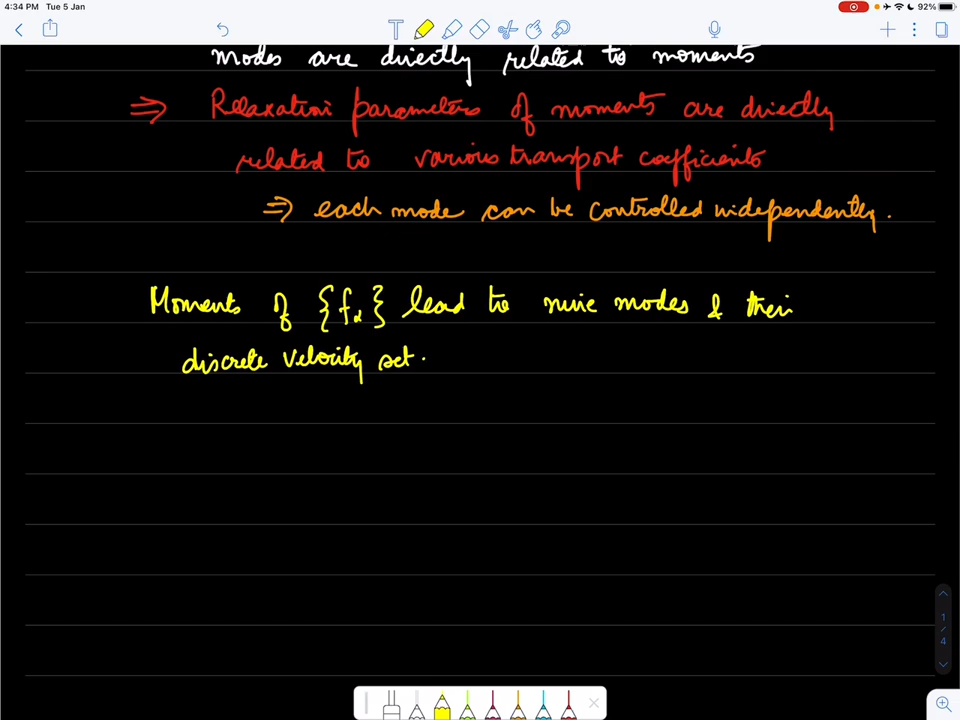 4:34 PM Tue 5 Jan
92%
modes are directly related to moments
⇒ Relaxation parameters of moments are directly
related to various transport coefficients
⇒ each mode can be controlled independently.
Moments of {fα} lead to nine modes & their
discrete velocity set.
1
/
4